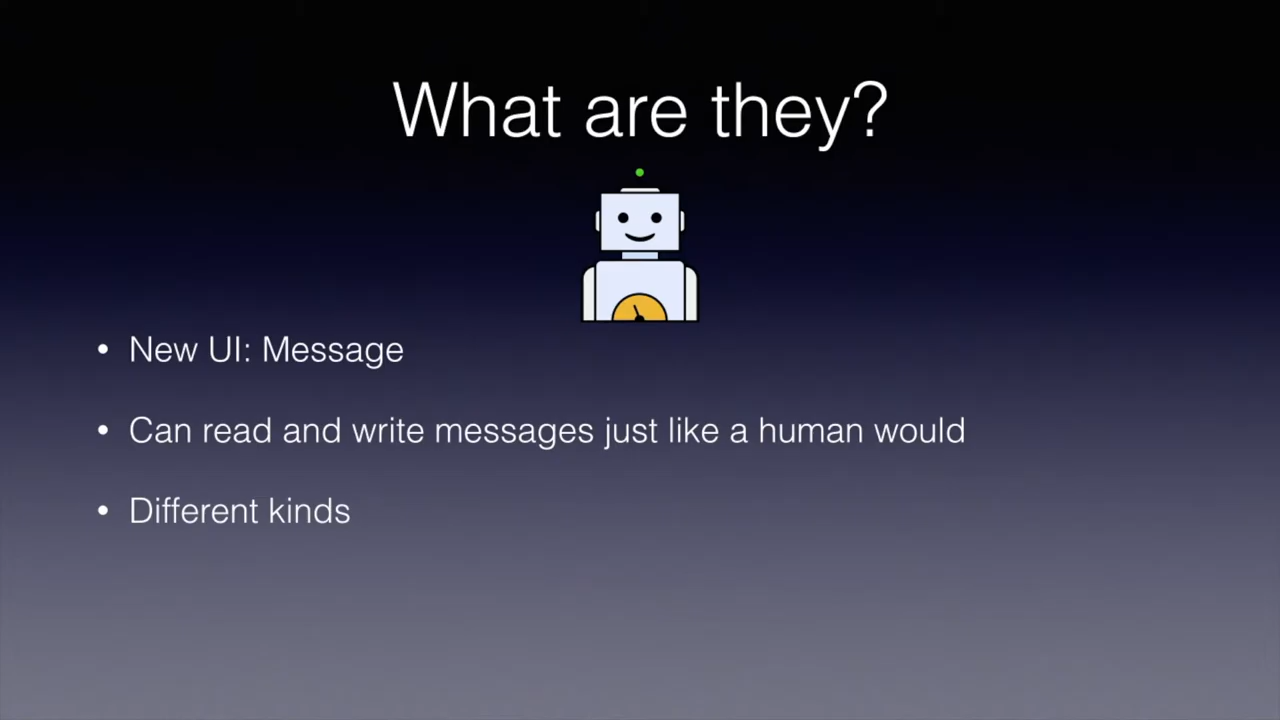 What are they?
• New UI: Message
• Can read and write messages just like a human would
• Different kinds